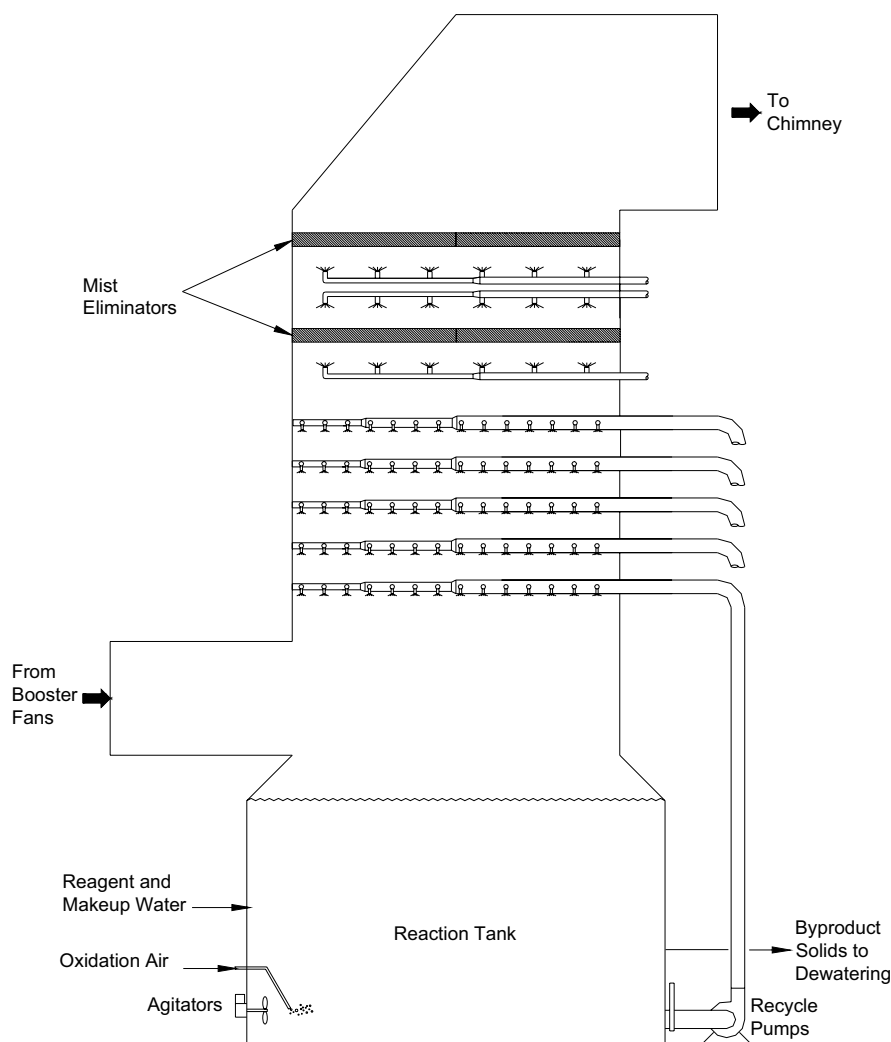 To
Chimney
Mist
Eliminators
From
Booster
Fans
Reagent and
Makeup Water
Reaction Tank
Byproduct
Solids to
Dewatering
Oxidation Air
Agitators
Recycle
Pumps